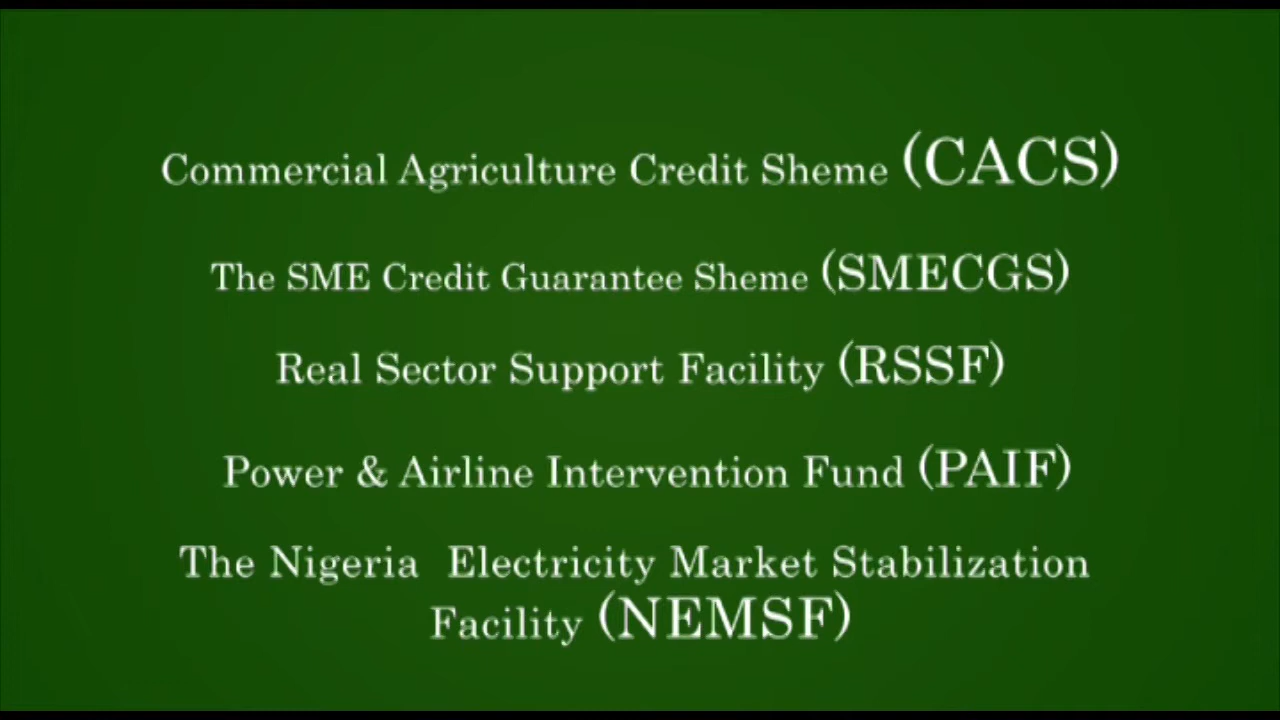 Commercial Agriculture Credit Sheme (CACS)
The SME Credit Guarantee Sheme (SMECGS)
Real Sector Support Facility (RSSF)
Power & Airline Intervention Fund (PAIF)
The Nigeria  Electricity Market Stabilization
Facility (NEMSF)